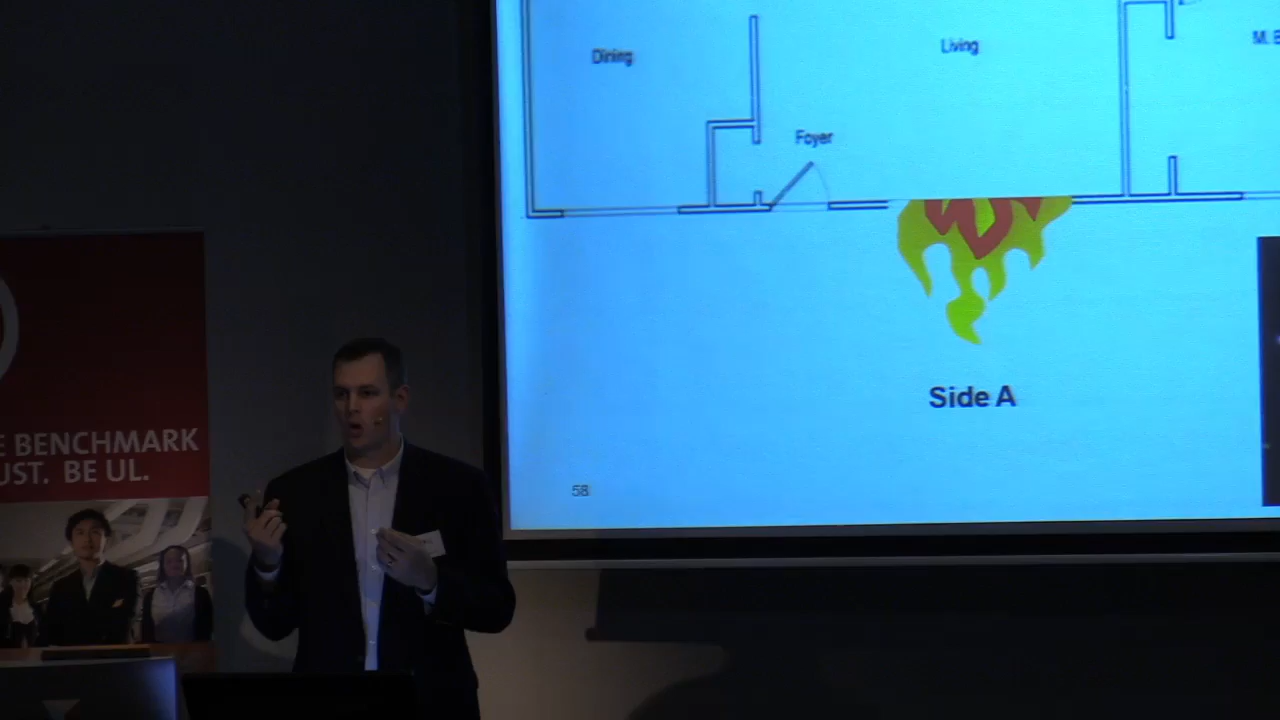 Dining
Living
M. B
Foyer
Side A
58
E BENCHMARK
UST. BE UL.